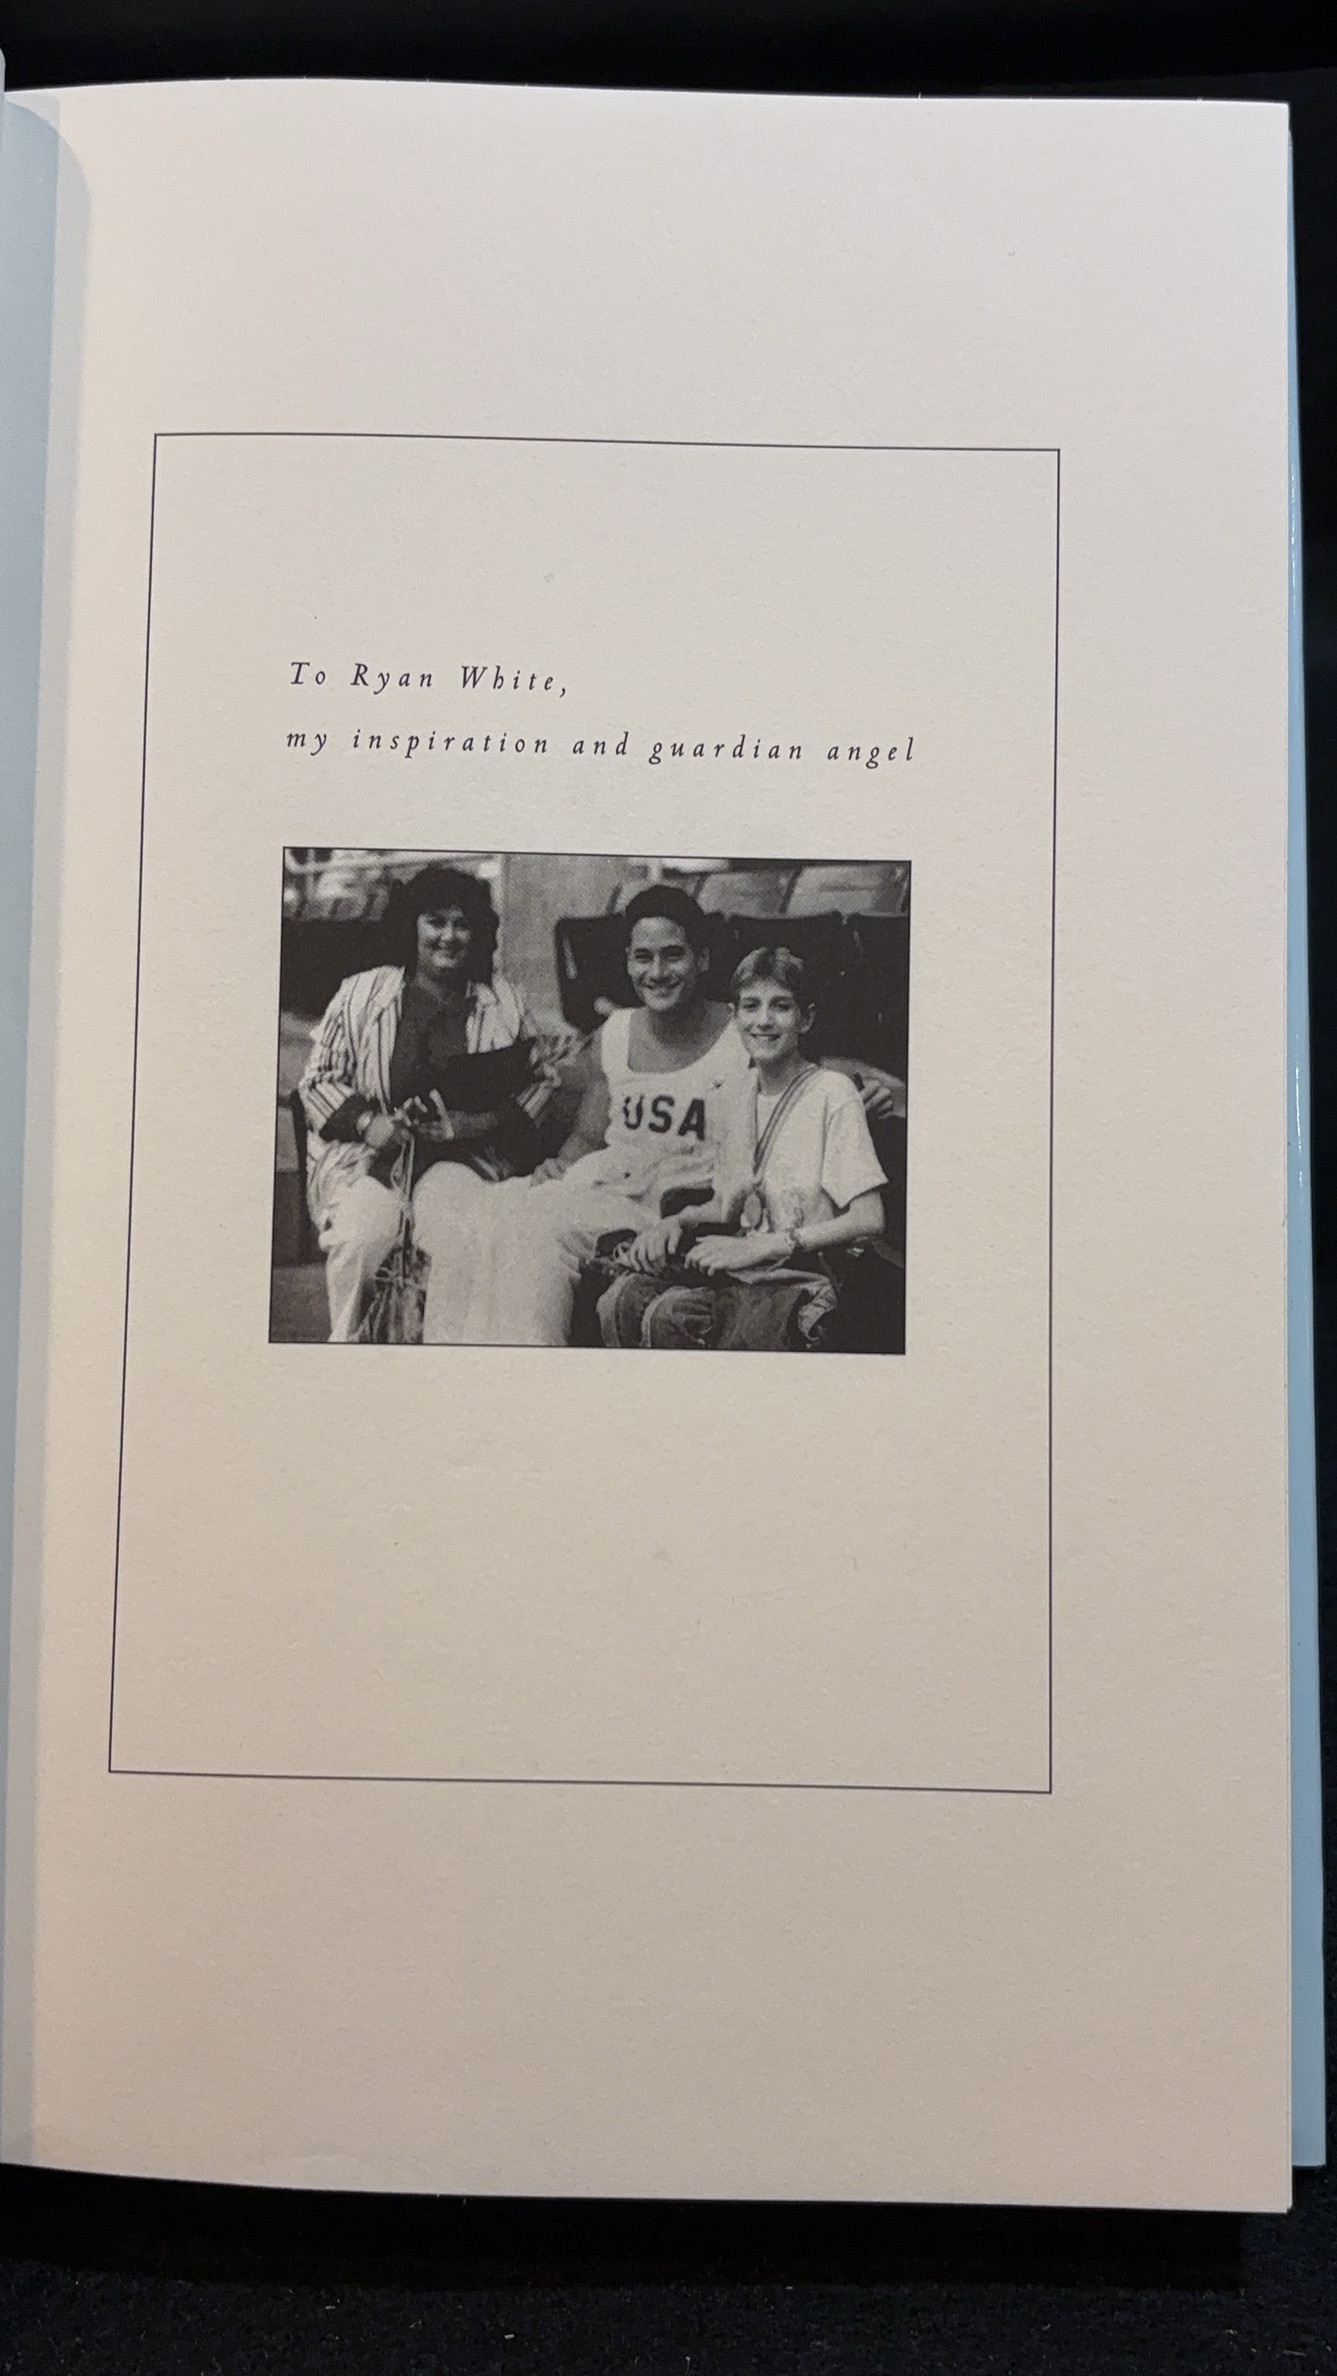 To Ryan White,
my inspiration and guardian angel
USA